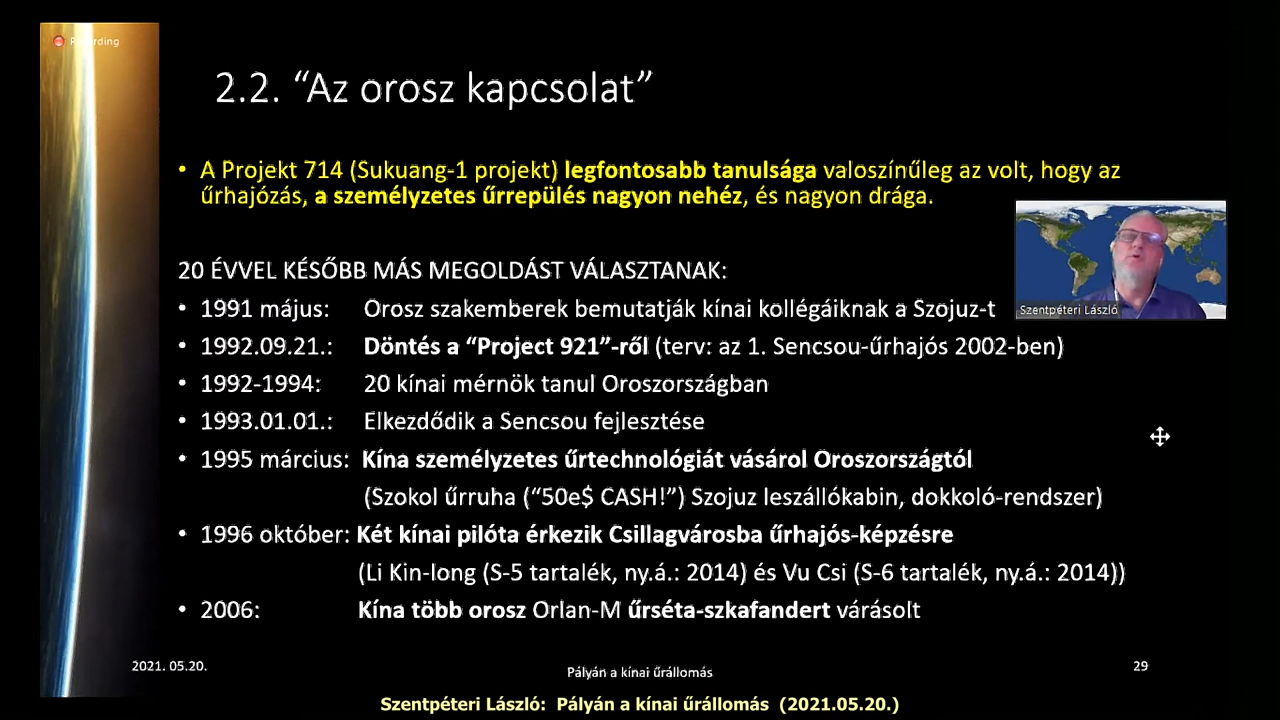 Recording
2.2. “Az orosz kapcsolat”
• A Projekt 714 (Sukuang-1 projekt) legfontosabb tanulsága valoszínűleg az volt, hogy az
űrhajózás, a személyzetes űrrepülés nagyon nehéz, és nagyon drága.
20 ÉVVEL KÉSŐBB MÁS MEGOLDÁST VÁLASZTANAK:
• 1991 május: Orosz szakemberek bemutatják kínai kollégáiknak a Szojuz-t
Szentpéteri László
• 1992.09.21.: Döntés a “Project 921”-ről (terv: az 1. Sencsou-űrhajós 2002-ben)
• 1992-1994: 20 kínai mérnök tanul Oroszországban
• 1993.01.01.: Elkezdődik a Sencsou fejlesztése
• 1995 március: Kína személyzetes űrtechnológiát vásárol Oroszországtól
(Szokol űrruha (“50e$ CASH!”) Szojuz leszállókabin, dokkoló-rendszer)
• 1996 október: Két kínai pilóta érkezik Csillagvárosba űrhajós-képzésre
(Li Kin-long (S-5 tartalék, ny.á.: 2014) és Vu Csi (S-6 tartalék, ny.á.: 2014))
• 2006: Kína több orosz Orlan-M űrséta-szkafandert várásolt
2021. 05.20.
Pályán a kínai űrállomás
29
Szentpéteri László: Pályán a kínai űrállomás (2021.05.20.)